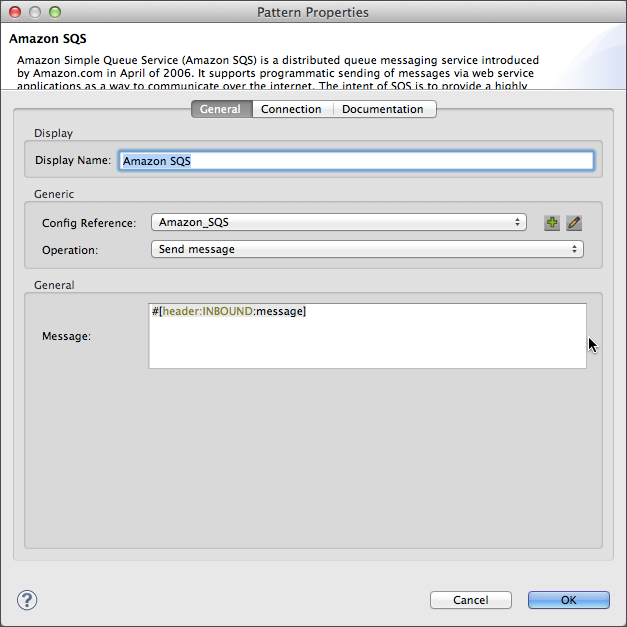 Pattern Properties
Amazon SQS
Amazon Simple Queue Service (Amazon SQS) is a distributed queue messaging service introduced
by Amazon.com in April of 2006. It supports programmatic sending of messages via web service
applications as a way to communicate over the internet. The intent of SQS is to provide a highly
General Connection Documentation
Display
Display Name: Amazon SQS
Generic
Config Reference: Amazon_SQS
Operation: Send message
General
#[header:INBOUND:message]
Message:
? Cancel OK